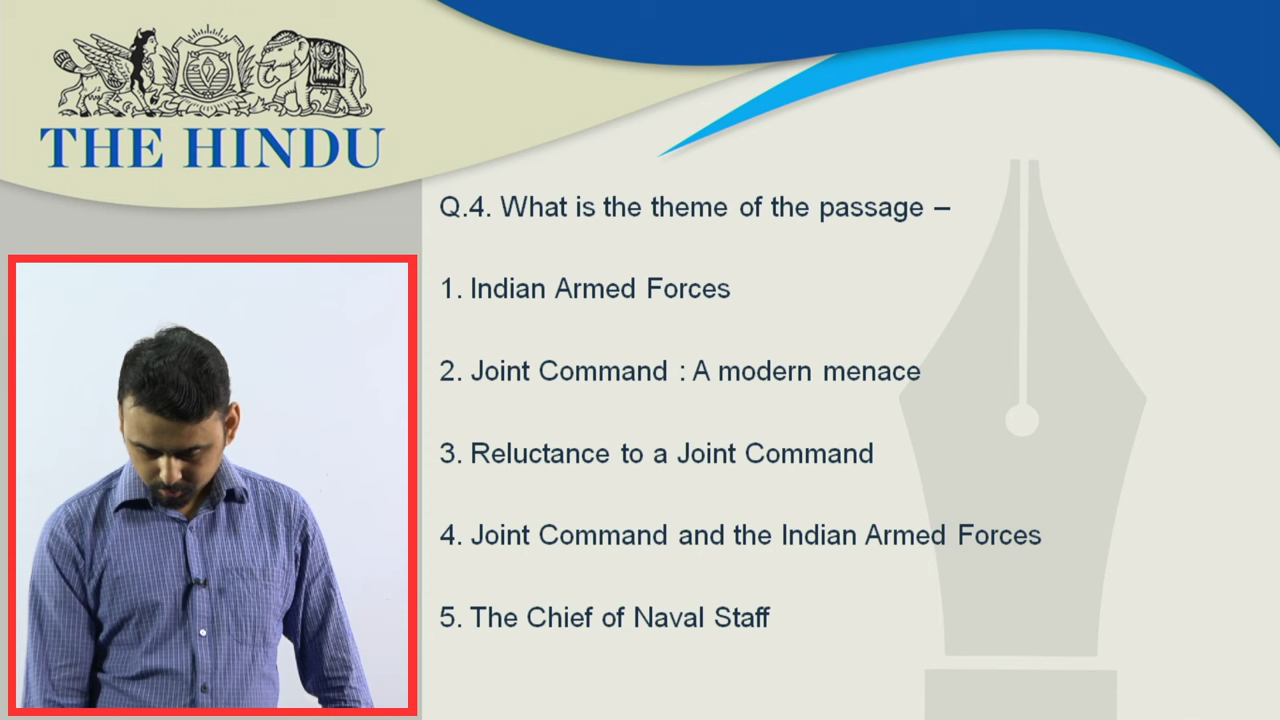 THE HINDU
Q.4. What is the theme of the passage –
1. Indian Armed Forces
2. Joint Command : A modern menace
3. Reluctance to a Joint Command
4. Joint Command and the Indian Armed Forces
5. The Chief of Naval Staff